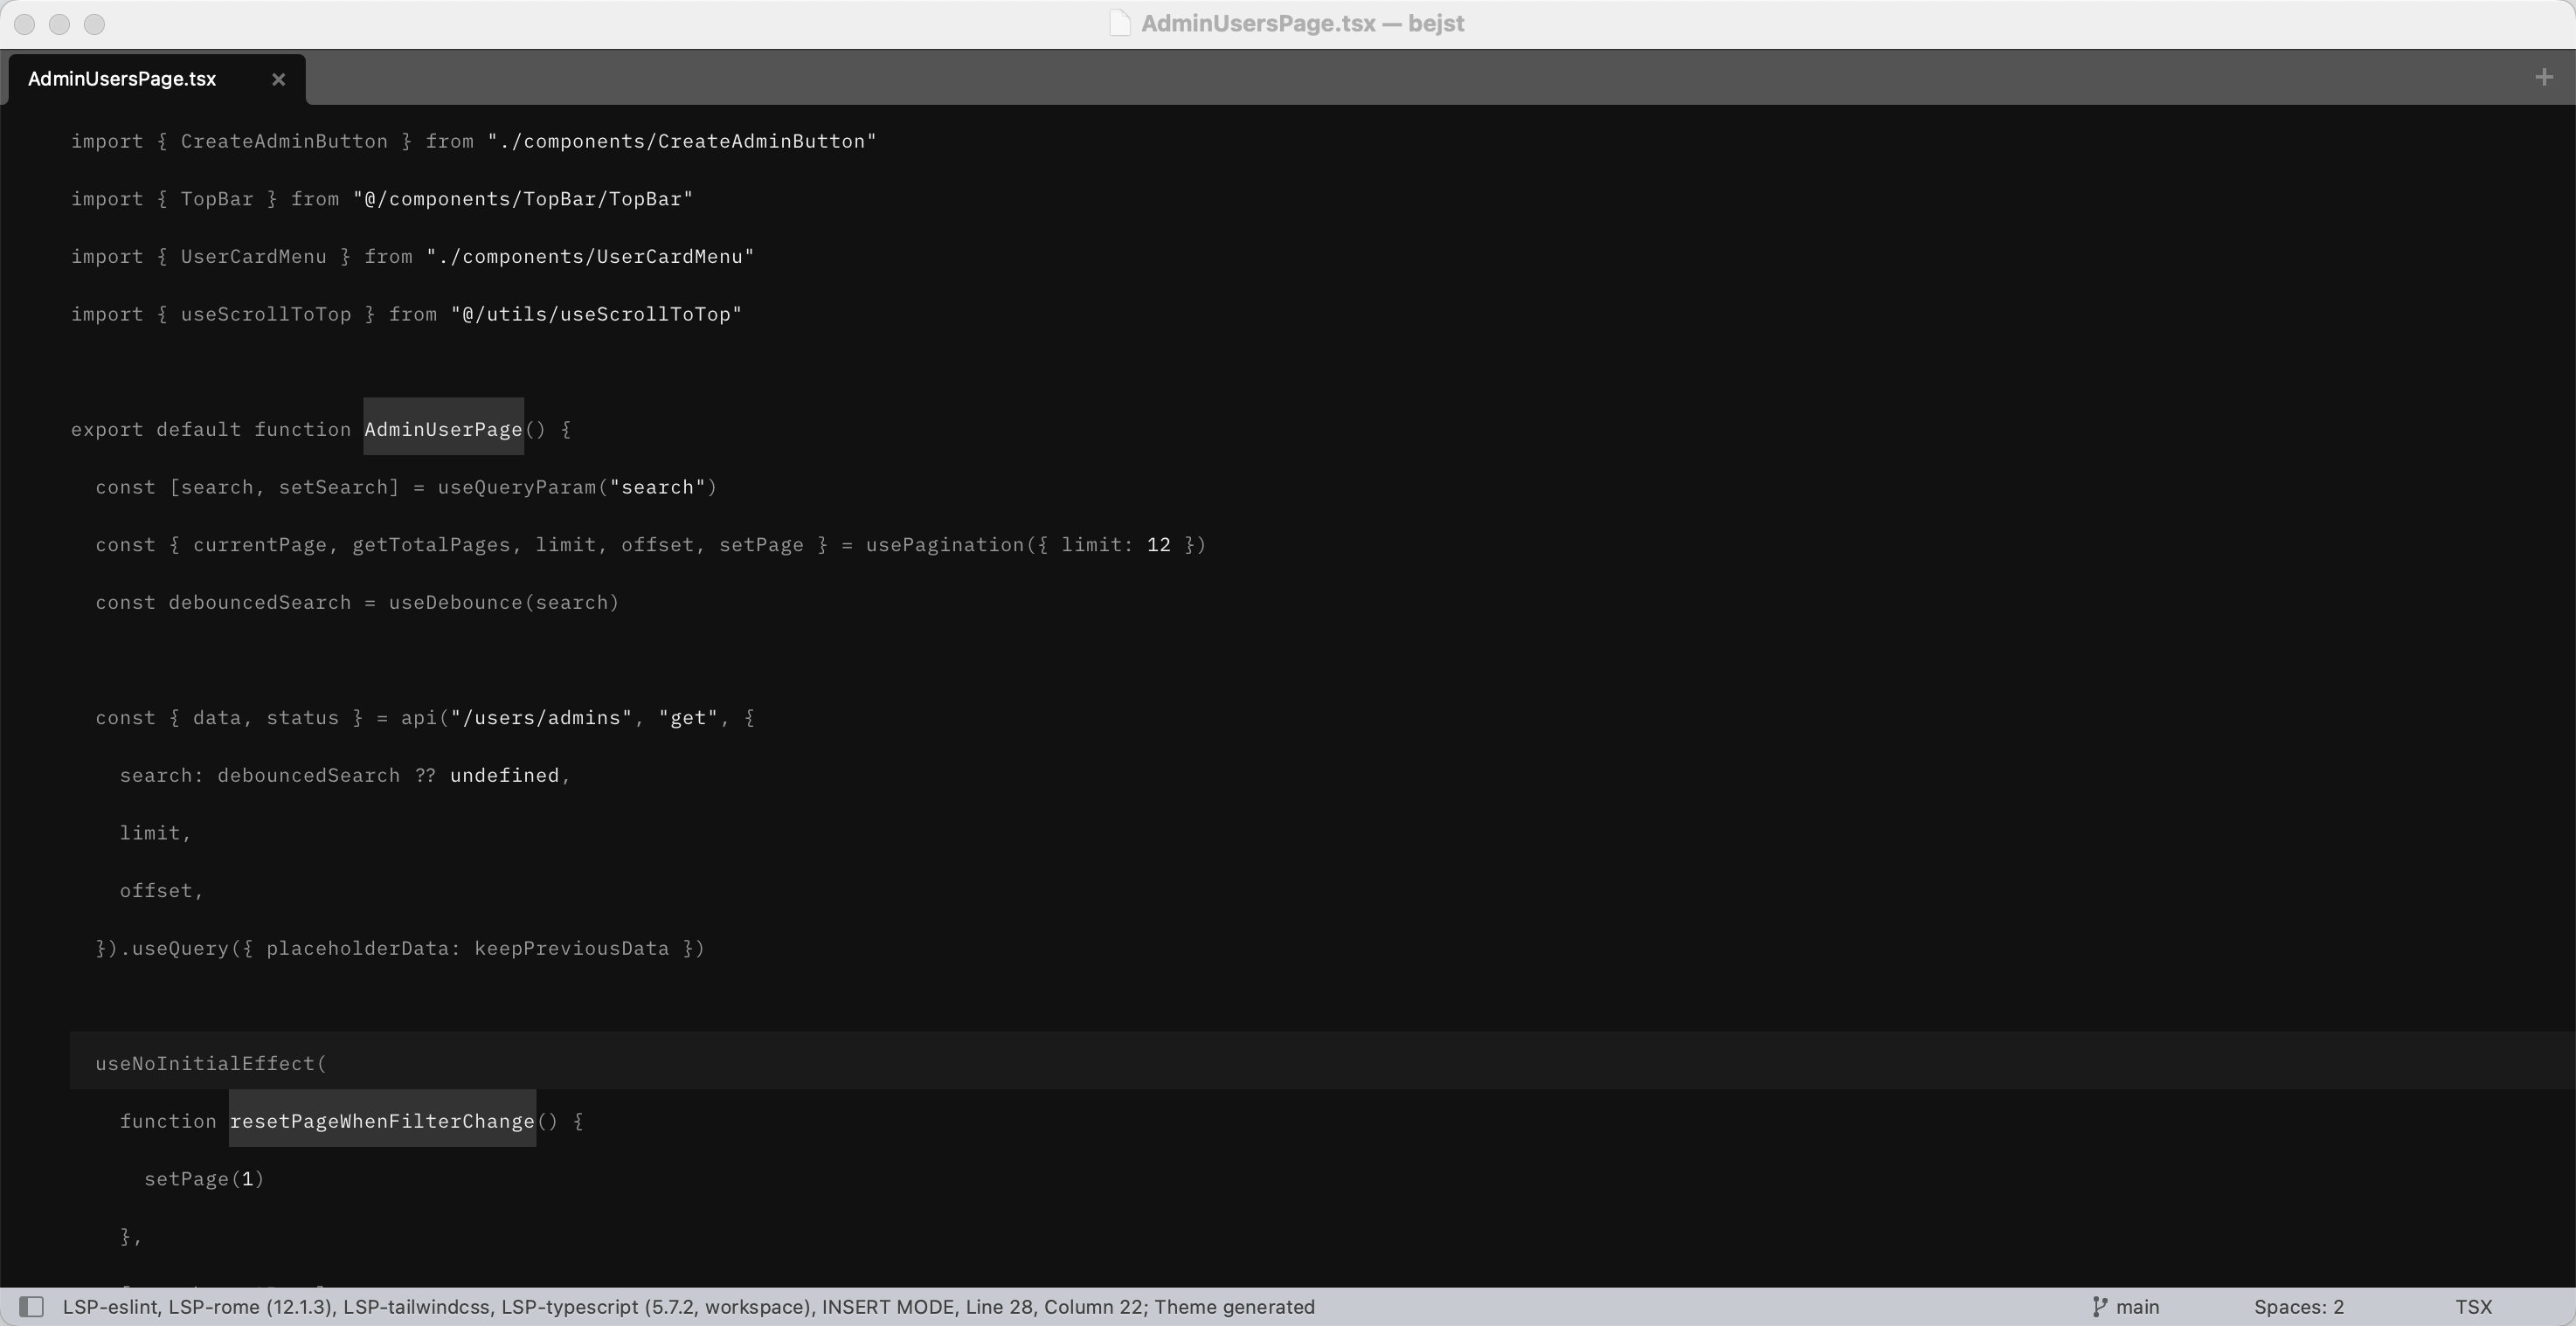 AdminUsersPage.tsx — bejst
AdminUsersPage.tsx
import { CreateAdminButton } from "./components/CreateAdminButton"
import { TopBar } from "@/components/TopBar/TopBar"
import { UserCardMenu } from "./components/UserCardMenu"
import { useScrollToTop } from "@/utils/useScrollToTop"
export default function AdminUserPage() {
const [search, setSearch] = useQueryParam("search")
const { currentPage, getTotalPages, limit, offset, setPage } = usePagination({ limit: 12 })
const debouncedSearch = useDebounce(search)
const { data, status } = api("/users/admins", "get", {
search: debouncedSearch ?? undefined,
limit,
offset,
}).useQuery({ placeholderData: keepPreviousData })
useNoInitialEffect(
function resetPageWhenFilterChange() {
setPage(1)
},
LSP-eslint, LSP-rome (12.1.3), LSP-tailwindcss, LSP-typescript (5.7.2, workspace), INSERT MODE, Line 28, Column 22; Theme generated
main
Spaces: 2
TSX